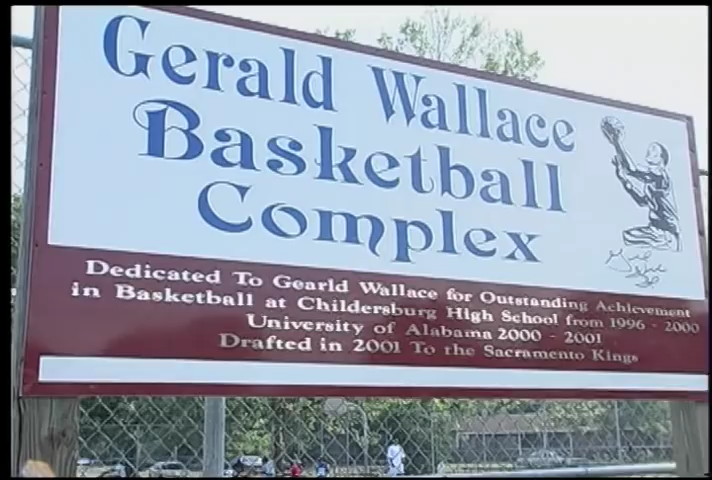 Gerald Wallace
Basketball
Complex
Dedicated To Gearld Wallace for Outstanding Achievement
in Basketball at Childersburg High School from 1996 - 2000
University of Alabama 2000 - 2001
Drafted in 2001 To the Sacramento Kings